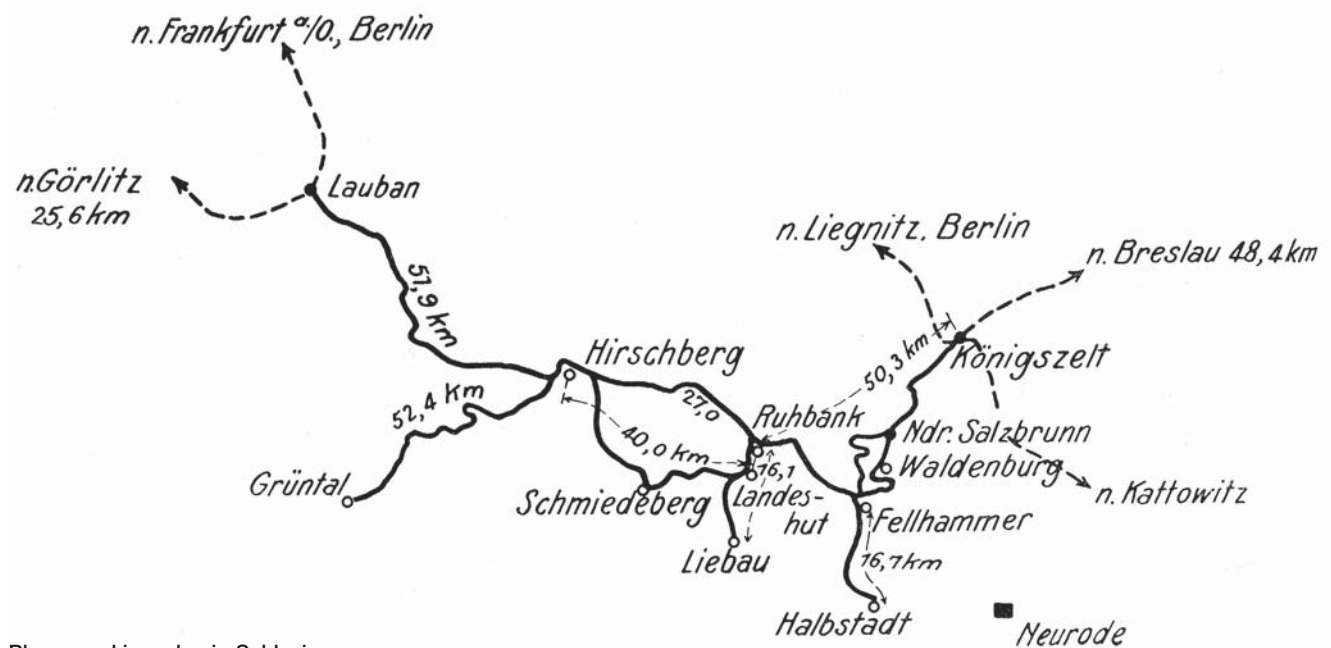 n. Frankfurt a/O., Berlin
n. Görlitz
25,6 km
Lauban
n. Liegnitz, Berlin
n. Breslau 48,4 km
51,9 km
Hirschberg
50,3 km
Königszelt
52,4 km
27,0
Ruhbank
40,0 km
Ndr. Salzbrunn
16,1
Waldenburg
Grüntal
Schmiedeberg
Landes-
hut
n. Kattowitz
Fellhammer
Liebau
16,7 km
Halbstadt
Neurode